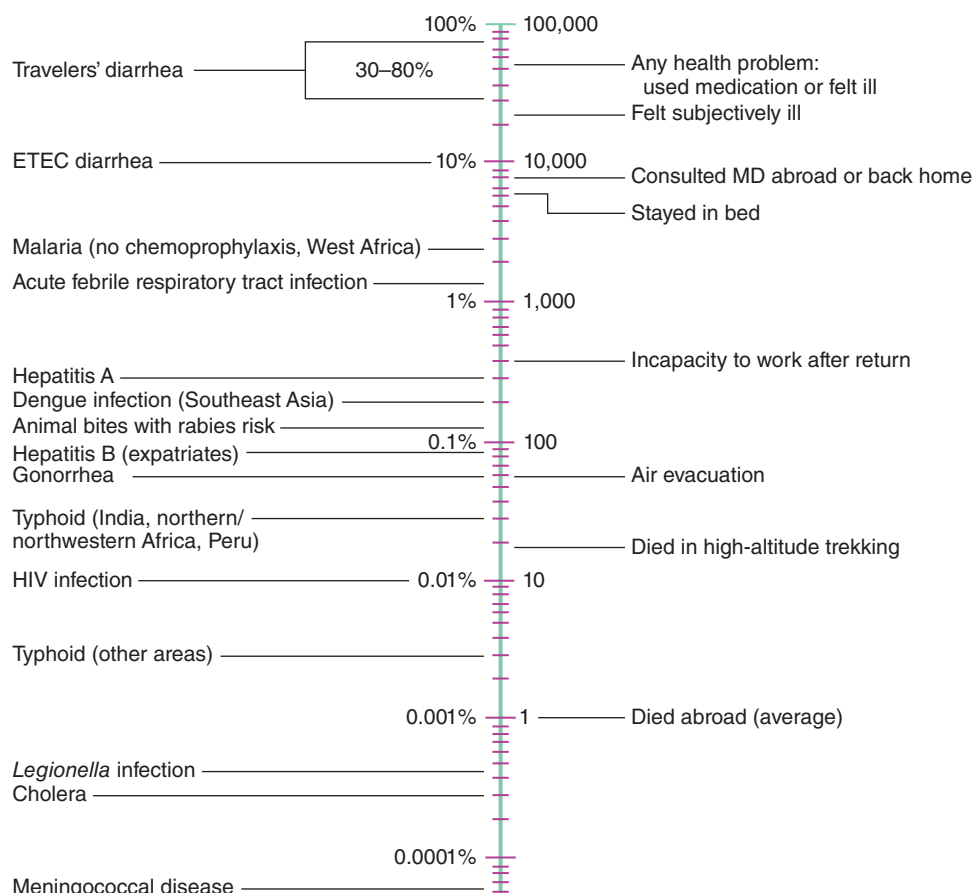 100% 100,000
Travelers' diarrhea
30–80%
Any health problem:
used medication or felt ill
Felt subjectively ill
ETEC diarrhea
10% 10,000
Consulted MD abroad or back home
Stayed in bed
Malaria (no chemoprophylaxis, West Africa)
Acute febrile respiratory tract infection
1% 1,000
Incapacity to work after return
Hepatitis A
Dengue infection (Southeast Asia)
Animal bites with rabies risk
0.1% 100
Hepatitis B (expatriates)
Gonorrhea
Air evacuation
Typhoid (India, northern/
northwestern Africa, Peru)
Died in high-altitude trekking
HIV infection
0.01% 10
Typhoid (other areas)
0.001% 1
Died abroad (average)
Legionella infection
Cholera
0.0001%
Meningococcal disease